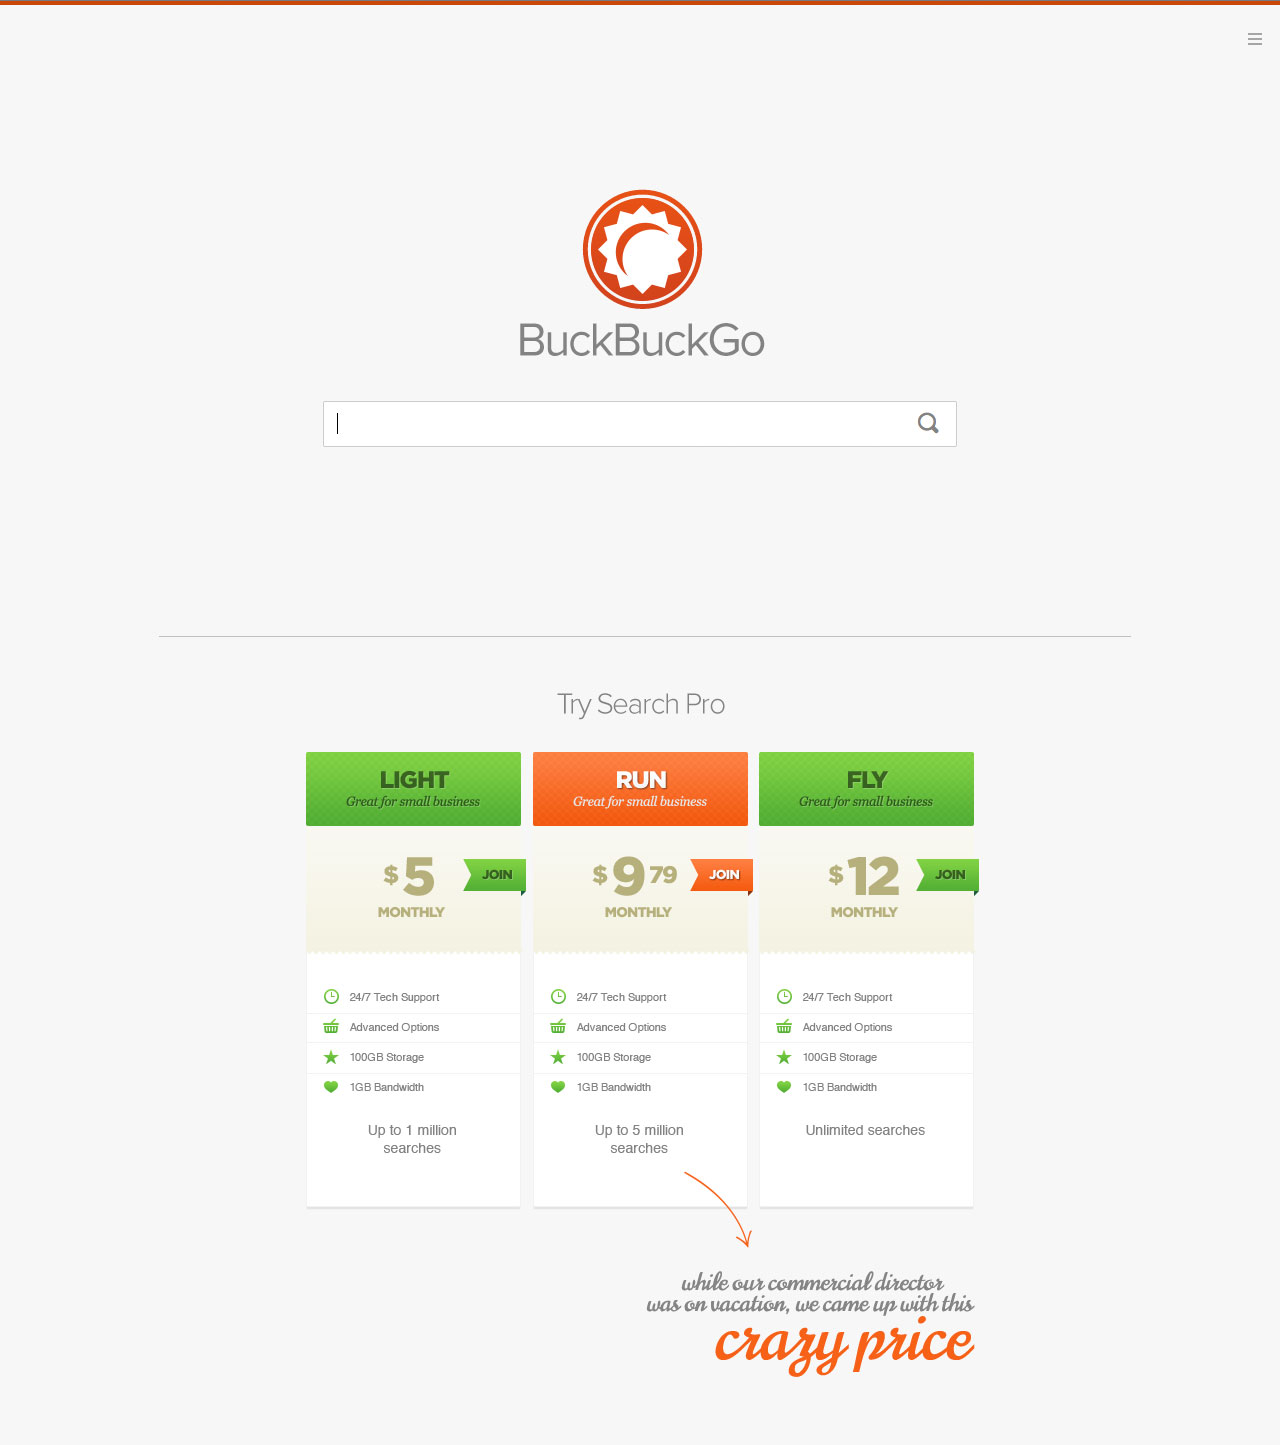 BuckBuckGo
Try Search Pro
LIGHT
Great for small business
$ 5
JOIN
MONTHLY
24/7 Tech Support
Advanced Options
100GB Storage
1GB Bandwidth
Up to 1 million
searches
RUN
Great for small business
$ 9 79
JOIN
MONTHLY
24/7 Tech Support
Advanced Options
100GB Storage
1GB Bandwidth
Up to 5 million
searches
FLY
Great for small business
$ 12
JOIN
MONTHLY
24/7 Tech Support
Advanced Options
100GB Storage
1GB Bandwidth
Unlimited searches
while our commercial director
was on vacation, we came up with this
crazy price